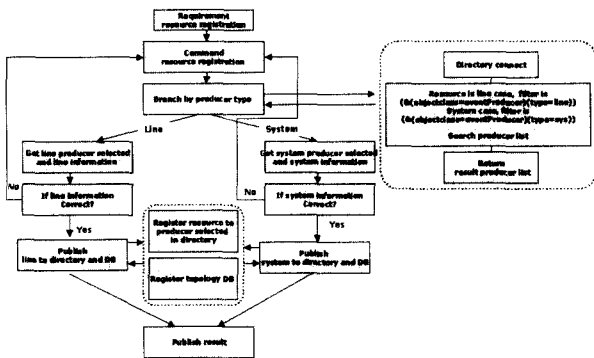 Requirement
resource registration
Command
resource registration
Branch by producer type
Directory connect
Resource is line case, filter is
(&(objectclass=eventProducer)(type=line))
System case, filter is
(&(objectclass=eventProducer)(type=sys))
Search producer list
Return
result producer list
Line
System
Get line producer selected
and line information
Get system producer selected
and system information
No
If line information
Correct?
No
If system information
Correct?
Yes
Yes
Register resource to
producer selected
in directory
Register topology DB
Publish
line to directory and DB
Publish
system to directory and DB
Publish result